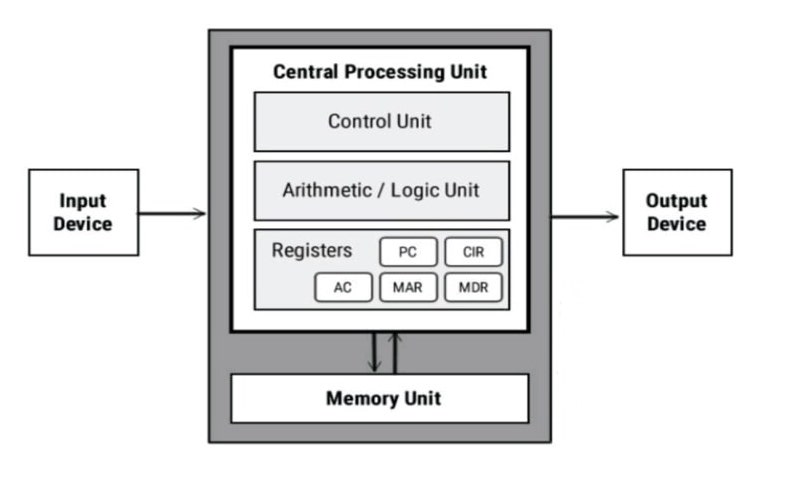 Central Processing Unit
Control Unit
Arithmetic / Logic Unit
Registers PC CIR
AC MAR MDR
Input
Device
Output
Device
Memory Unit